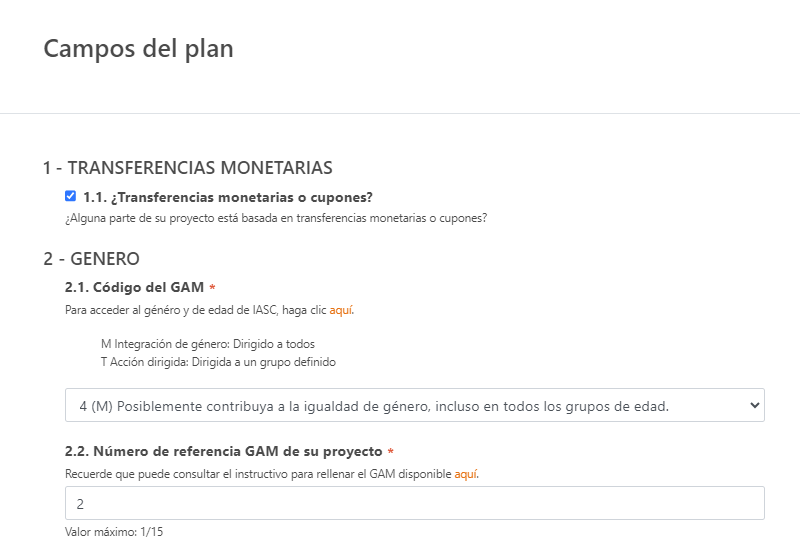 Campos del plan
1 - TRANSFERENCIAS MONETARIAS
1.1. ¿Transferencias monetarias o cupones?
¿Alguna parte de su proyecto está basada en transferencias monetarias o cupones?
2 - GENERO
2.1. Código del GAM *
Para acceder al généro y de edad de IASC, haga clic aquí.
M Integración de género: Dirigido a todos
T Acción dirigida: Dirigida a un grupo definido
4 (M) Posiblemente contribuya a la igualdad de género, incluso en todos los grupos de edad.
2.2. Número de referencia GAM de su proyecto *
Recuerde que puede consultar el instructivo para rellenar el GAM disponible aquí.
2
Valor máximo: 1/15